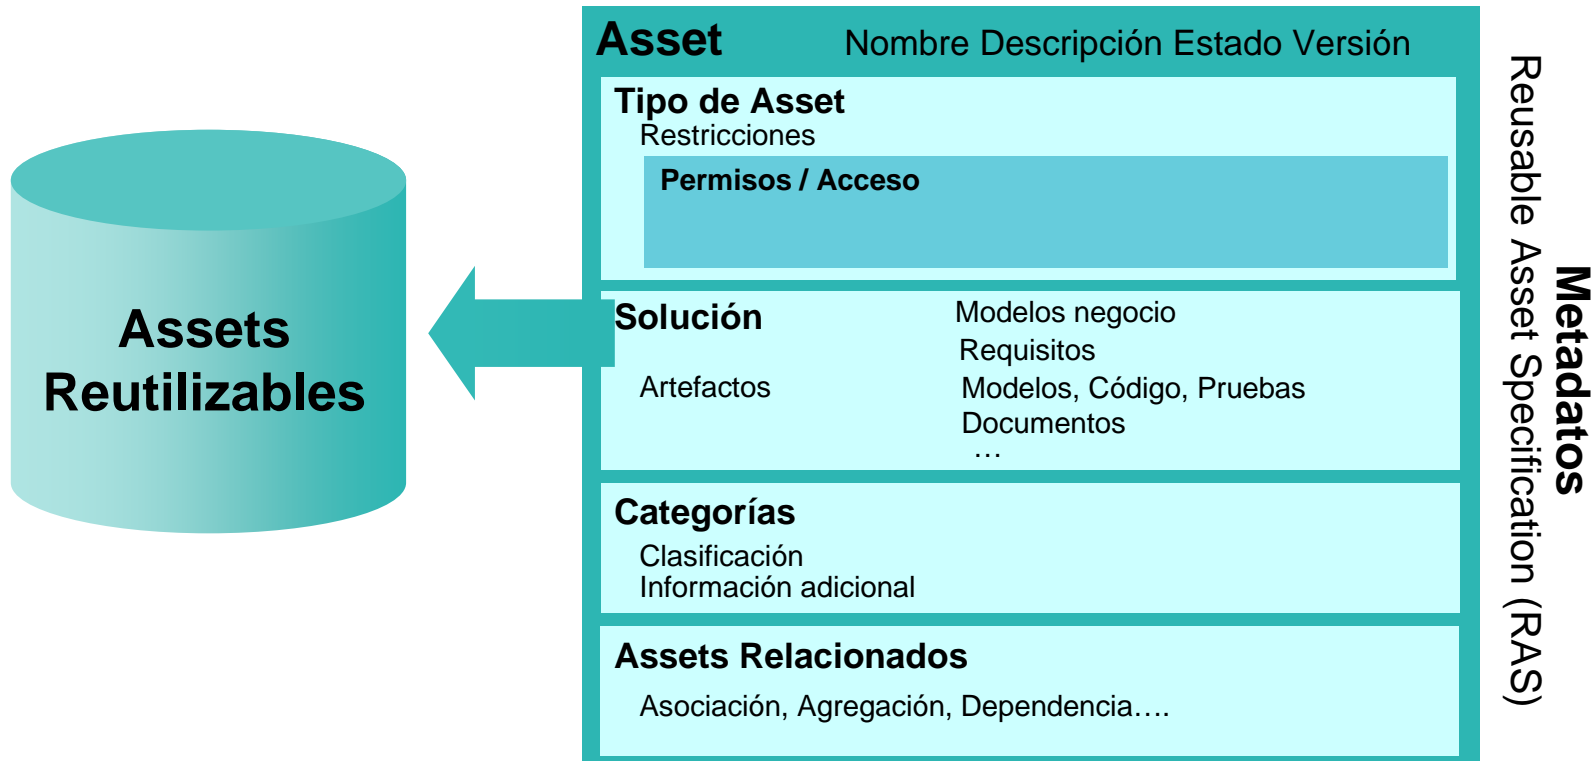 Asset
Nombre Descripción Estado Versión
Tipo de Asset
Restricciones
Permisos / Acceso
Assets
Reutilizables
Solución
Artefactos
Modelos negocio
Requisitos
Modelos, Código, Pruebas
Documentos
…
Categorías
Clasificación
Información adicional
Assets Relacionados
Asociación, Agregación, Dependencia….
Metadatos
Reusable Asset Specification (RAS)